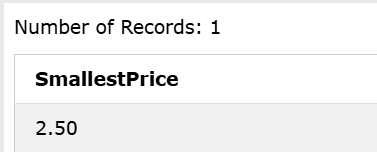 Number of Records: 1
SmallestPrice
2.50